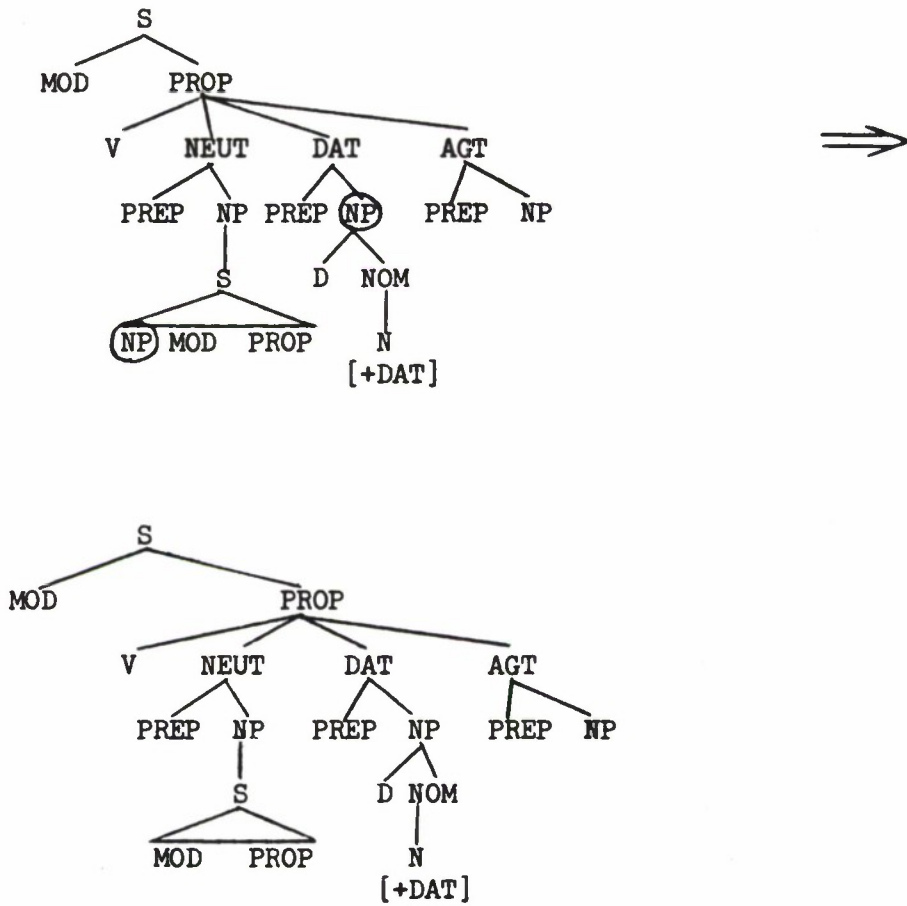 S
MOD PROP
V NEUT DAT AGT
PREP NP PREP NP PREP NP
S D NOM
NP MOD PROP N
[+DAT]
S
MOD PROP
V NEUT DAT AGT
PREP NP PREP NP PREP NP
S D NOM
MOD PROP N
[+DAT]